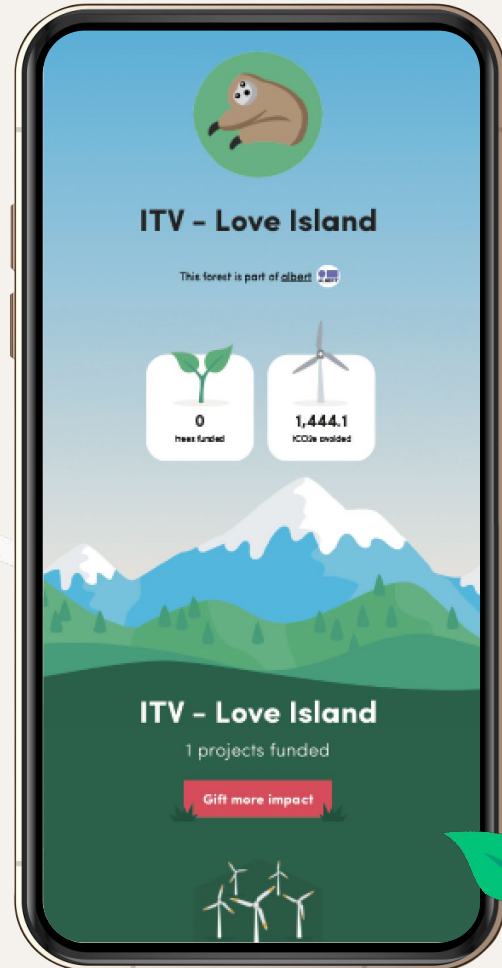 ITV - Love Island
This forest is part of albert
0
trees funded
1,444.1
tCO2e avoided
ITV - Love Island
1 projects funded
Gift more impact